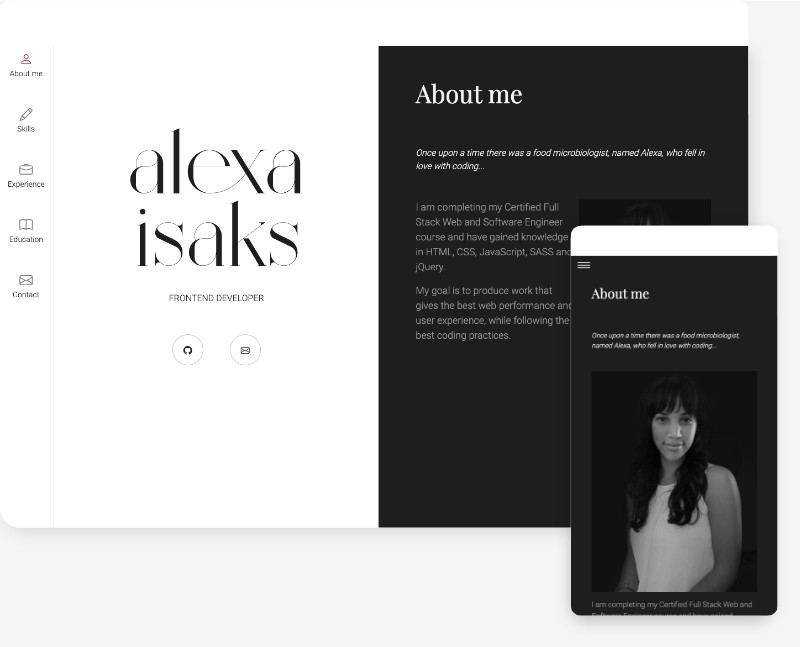 About me
Skills
Experience
Education
Contact
alexa
isaks
FRONTEND DEVELOPER
About me
Once upon a time there was a food microbiologist, named Alexa, who fell in
love with coding...
I am completing my Certified Full
Stack Web and Software Engineer
course and have gained knowledge
in HTML, CSS, JavaScript, SASS and
jQuery.
My goal is to produce work that
gives the best web performance and
user experience, while following the
best coding practices.
About me
Once upon a time there was a food microbiologist,
named Alexa, who fell in love with coding...
I am completing my Certified Full Stack Web and